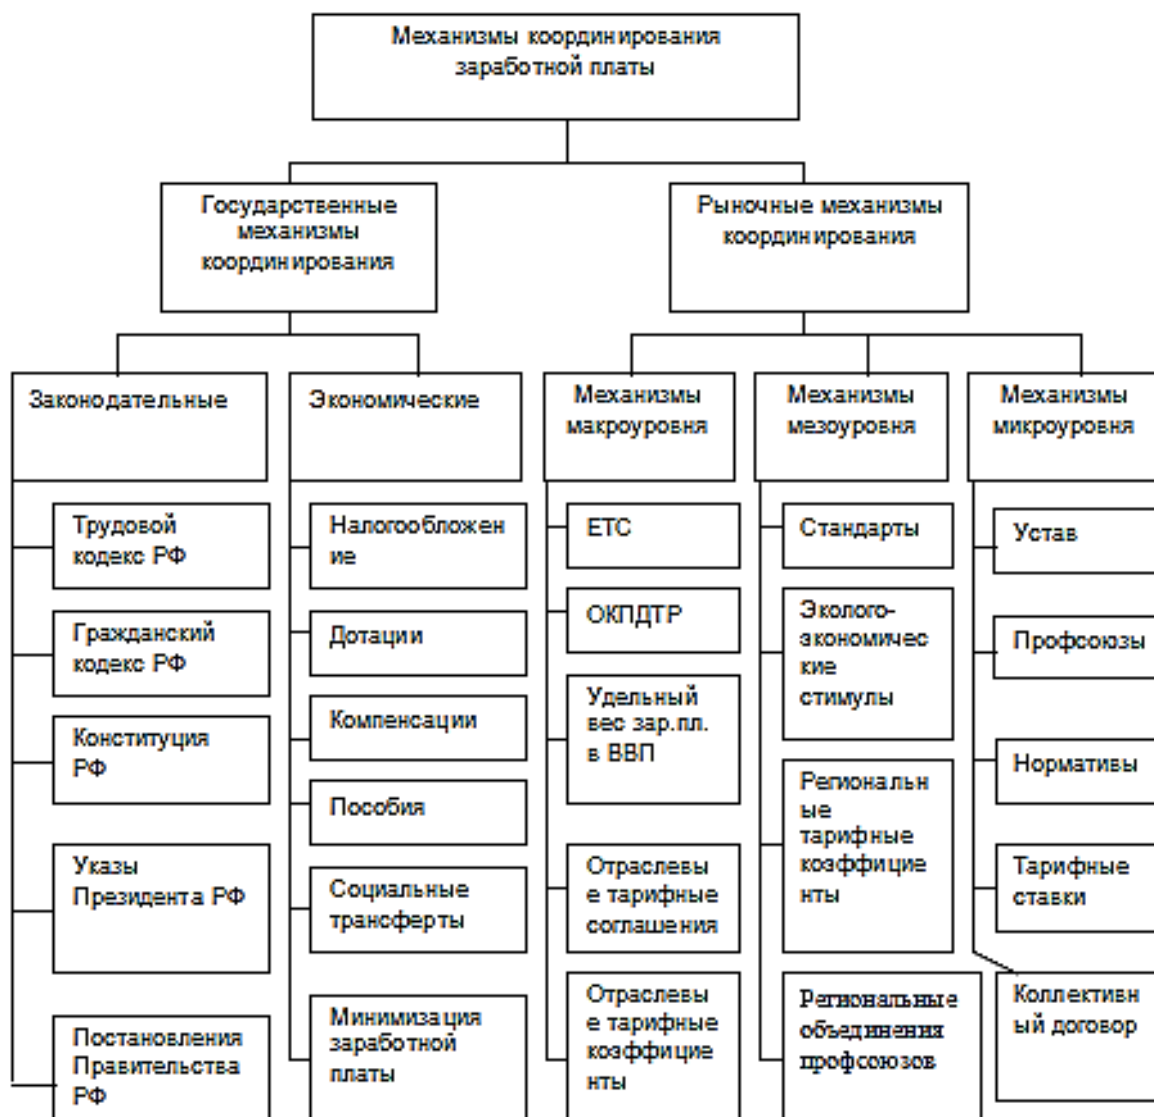 Механизмы координирования
заработной платы
Государственные
механизмы
координирования
Рыночные механизмы
координирования
Законодательные
Экономические
Механизмы
макроуровня
Механизмы
мезоуровня
Механизмы
микроуровня
Трудовой
кодекс РФ
Гражданский
кодекс РФ
Конституция
РФ
Указы
Президента РФ
Постановления
Правительства
РФ
Налогообложен
ие
Дотации
Компенсации
Пособия
Социальные
трансферты
Минимизация
заработной
платы
ЕТС
ОКПДТР
Удельный
вес зар.пл.
в ВВП
Отраслевы
е тарифные
соглашения
Отраслевы
е тарифные
коэффицие
нты
Стандарты
Эколого-
экономичес
кие
стимулы
Региональн
ые
тарифные
коэффицие
нты
Региональные
объединения
профсоюзов
Устав
Профсоюзы
Нормативы
Тарифные
ставки
Коллективн
ый договор